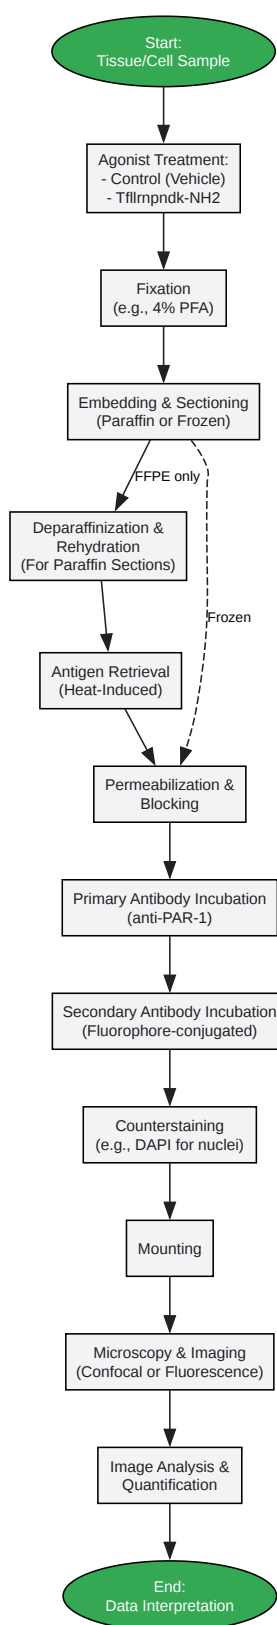 Start:
Tissue/Cell Sample
Agonist Treatment:
- Control (Vehicle)
- Tfllrnpndk-NH2
Fixation
(e.g., 4% PFA)
Embedding & Sectioning
(Paraffin or Frozen)
FFPE only
Deparaffinization &
Rehydration
(For Paraffin Sections)
Frozen
Antigen Retrieval
(Heat-Induced)
Permeabilization &
Blocking
Primary Antibody Incubation
(anti-PAR-1)
Secondary Antibody Incubation
(Fluorophore-conjugated)
Counterstaining
(e.g., DAPI for nuclei)
Mounting
Microscopy & Imaging
(Confocal or Fluorescence)
Image Analysis &
Quantification
End:
Data Interpretation